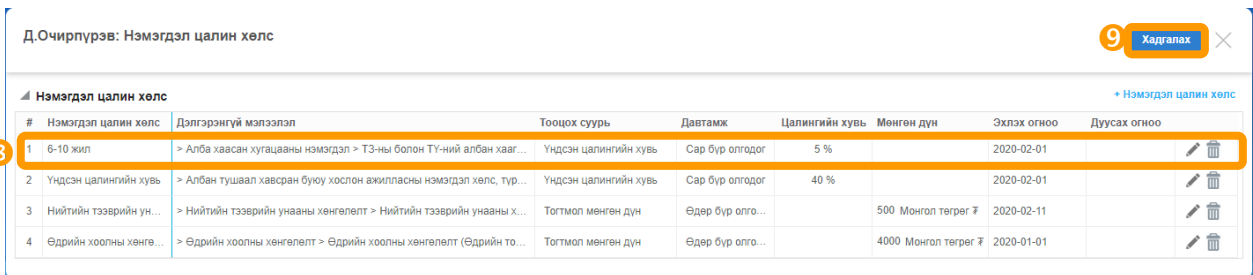 Д.Очирпүрэв: Нэмэгдэл цалин хөлс
9 Хадгалах
Нэмэгдэл цалин хөлс + Нэмэгдэл цалин хөлс
# Нэмэгдэл цалин хөлс Дэлгэрэнгүй мэлээлэл Тооцох суурь Давтамж Цалингийн хувь Мөнгөн дүн Эхлэх огноо Дуусах огноо
1 6-10 жил > Алба хаасан хугацааны нэмэгдэл > ТЗ-ны болон ТҮ-ний албан хааг... Үндсэн цалингийн хувь Сар бүр олгодог 5 % 2020-02-01
2 Үндсэн цалингийн хувь > Албан тушаал хавсран буюу хослон ажилласны нэмэгдэл хөлс, түр... Үндсэн цалингийн хувь Сар бүр олгодог 40 % 2020-02-01
3 Нийтийн тээврийн ун... > Нийтийн тээврийн унааны хөнгөлөлт > Нийтийн тээврийн унааны х... Тогтмол мөнгөн дүн Өдөр бүр олго... 500 Монгол төгрөг ₮ 2020-02-11
4 Өдрийн хоолны хөнгө... > Өдрийн хоолны хөнгөлөлт > Өдрийн хоолны хөнгөлөлт (Өдрийн то... Тогтмол мөнгөн дүн Өдөр бүр олго... 4000 Монгол төгрөг ₮ 2020-01-01